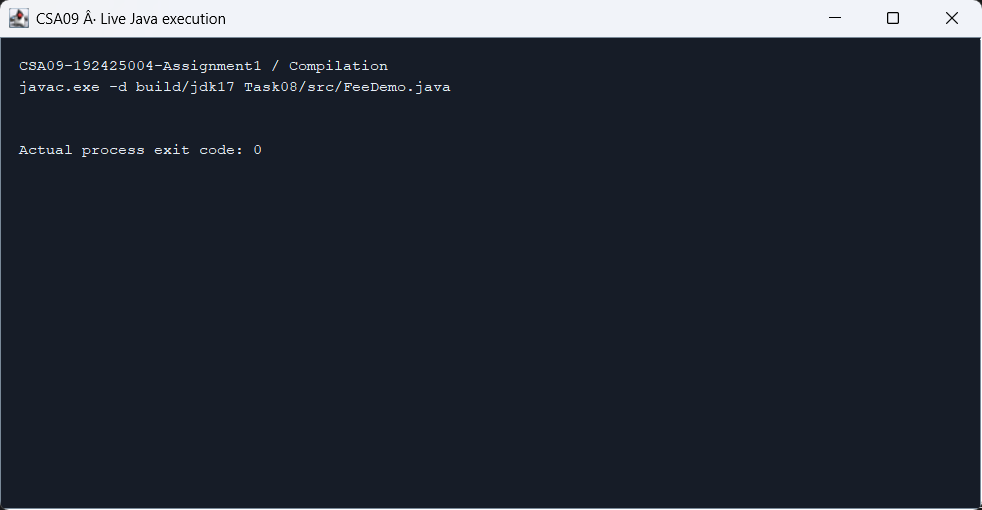 CSA09 Â· Live Java execution
CSA09-192425004-Assignment1 / Compilation
javac.exe -d build/jdk17 Task08/src/FeeDemo.java
Actual process exit code: 0